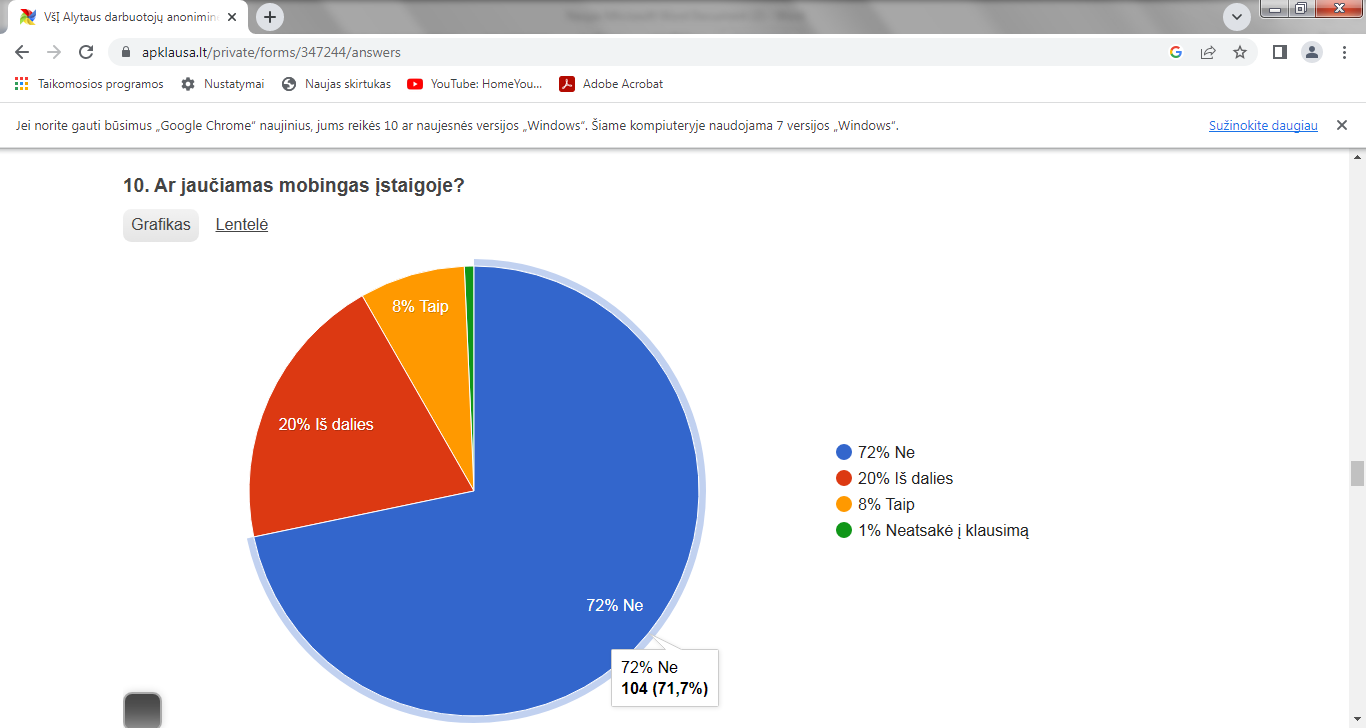 VšĮ Alytaus darbuotojų anonimin
apklausa.lt/private/forms/347244/answers
Taikomosios programos
Nustatymai
Naujas skirtukas
YouTube: HomeYou...
Adobe Acrobat
Jei norite gauti būsimus „Google Chrome“ naujinius, jums reikės 10 ar naujesnės versijos „Windows“. Šiame kompiuteryje naudojama 7 versijos „Windows“.
Sužinokite daugiau
10. Ar jaučiamas mobingas įstaigoje?
Grafikas
Lentelė
8% Taip
20% Iš dalies
72% Ne
72% Ne
104 (71,7%)
72% Ne
20% Iš dalies
8% Taip
1% Neatsakė į klausimą